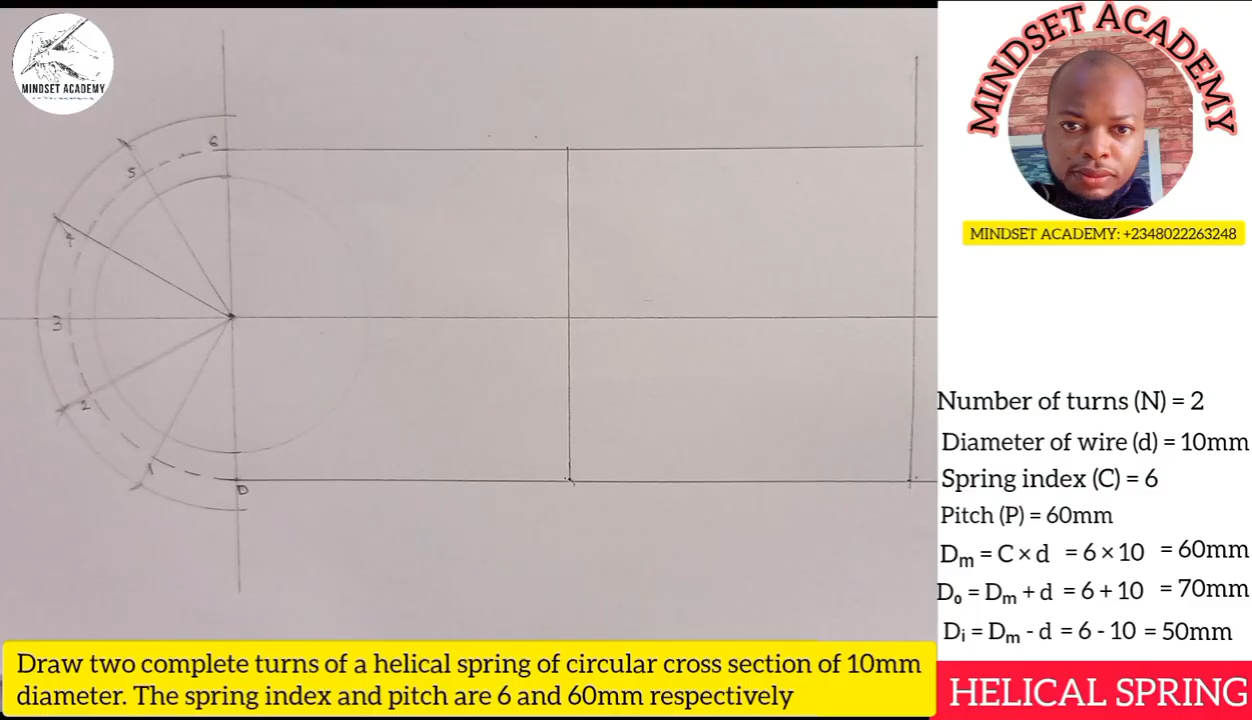 MINDSET ACADEMY
MINDSET ACADEMY
MINDSET ACADEMY: +2348022263248
6
5
4
3
2
1
0
Number of turns (N) = 2
Diameter of wire (d) = 10mm
Spring index (C) = 6
Pitch (P) = 60mm
Dₘ = C × d = 6 × 10 = 60mm
Dₒ = Dₘ + d = 6 + 10 = 70mm
Dᵢ = Dₘ - d = 6 - 10 = 50mm
Draw two complete turns of a helical spring of circular cross section of 10mm
diameter. The spring index and pitch are 6 and 60mm respectively
HELICAL SPRING